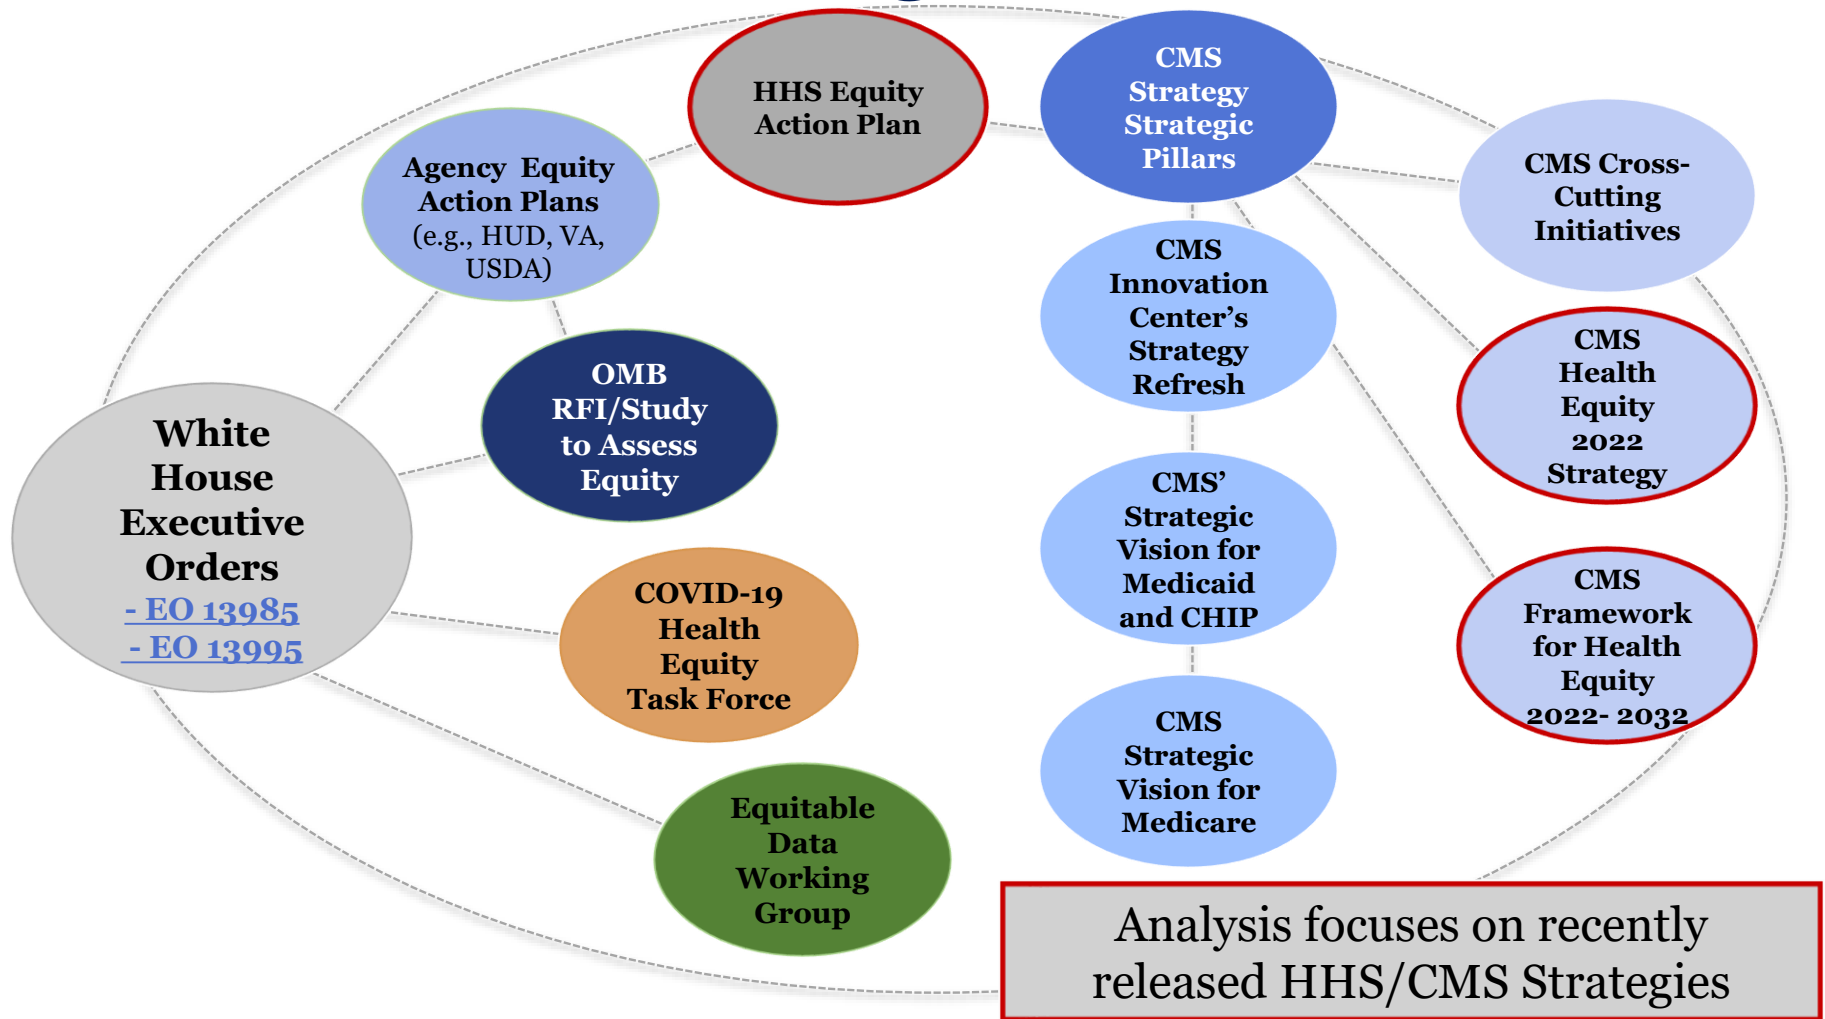 HHS Equity
Action Plan
CMS
Strategy
Strategic
Pillars
Agency  Equity
Action Plans
(e.g., HUD, VA,
USDA)
CMS Cross-
Cutting
Initiatives
CMS
Innovation
Center’s
Strategy
Refresh
OMB
RFI/Study
to Assess
Equity
CMS
Health
Equity
2022
Strategy
White
House
Executive
Orders
- EO 13985
- EO 13995
CMS’
Strategic
Vision for
Medicaid
and CHIP
COVID-19
Health
Equity
Task Force
CMS
Framework
for Health
Equity
2022- 2032
CMS
Strategic
Vision for
Medicare
Equitable
Data
Working
Group
Analysis focuses on recently
released HHS/CMS Strategies